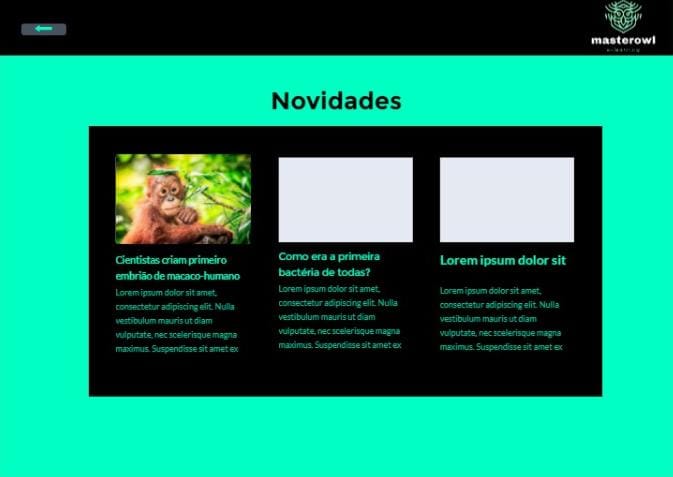 masterowl
e-learning
Novidades
Cientistas criam primeiro
embrião de macaco-humano
Lorem ipsum dolor sit amet,
consectetur adipiscing elit. Nulla
vestibulum mauris ut diam
vulputate, nec scelerisque magna
maximus. Suspendisse sit amet ex
Como era a primeira
bactéria de todas?
Lorem ipsum dolor sit amet,
consectetur adipiscing elit. Nulla
vestibulum mauris ut diam
vulputate, nec scelerisque magna
maximus. Suspendisse sit amet ex
Lorem ipsum dolor sit
Lorem ipsum dolor sit amet,
consectetur adipiscing elit. Nulla
vestibulum mauris ut diam
vulputate, nec scelerisque magna
maximus. Suspendisse sit amet ex